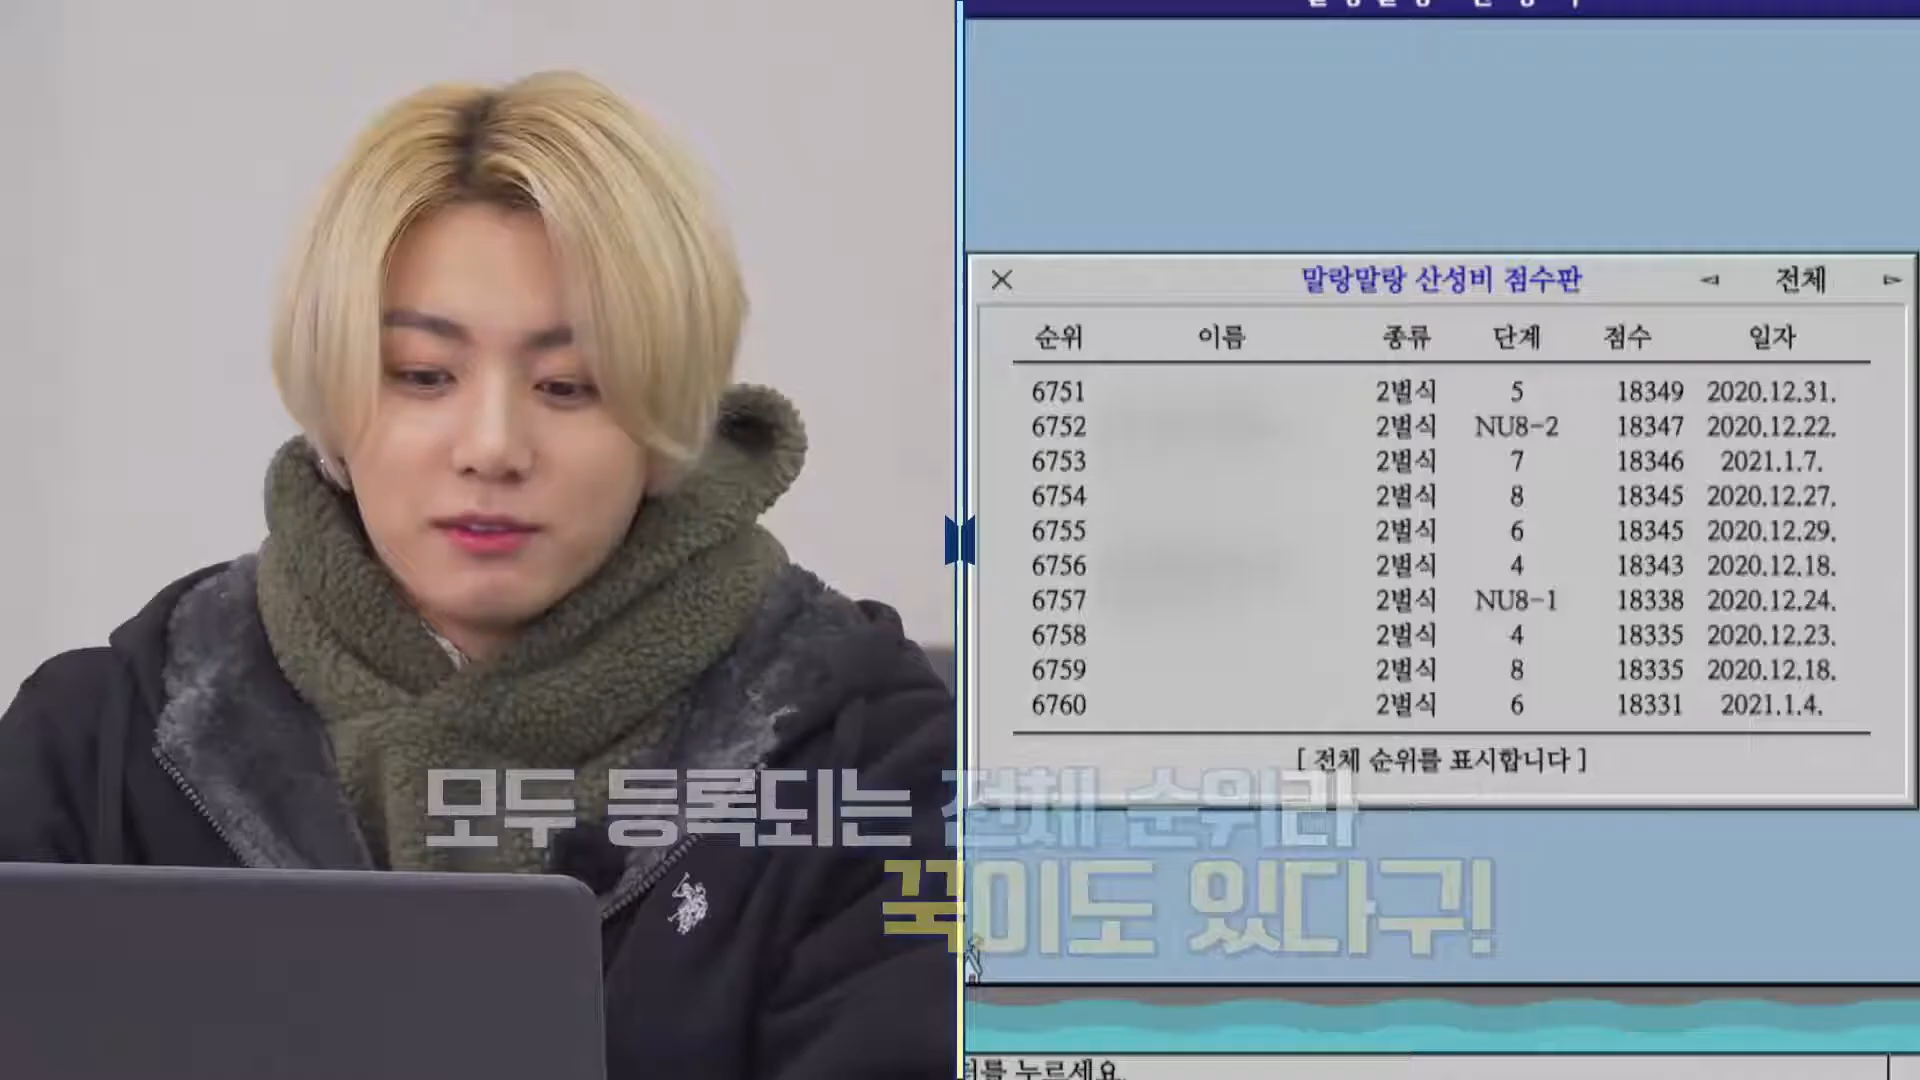 말랑말랑 산성비 점수판 ◅ 전체 ▻
순위 이름 종류 단계 점수 일자
6751 2벌식 5 18349 2020.12.31.
6752 2벌식 NU8-2 18347 2020.12.22.
6753 2벌식 7 18346 2021.1.7.
6754 2벌식 8 18345 2020.12.27.
6755 2벌식 6 18345 2020.12.29.
6756 2벌식 4 18343 2020.12.18.
6757 2벌식 NU8-1 18338 2020.12.24.
6758 2벌식 4 18335 2020.12.23.
6759 2벌식 8 18335 2020.12.18.
6760 2벌식 6 18331 2021.1.4.
[ 전체 순위를 표시합니다 ]
모두 등록되는 전체 순위라
꾹이도 있다구!
를 누르세요.